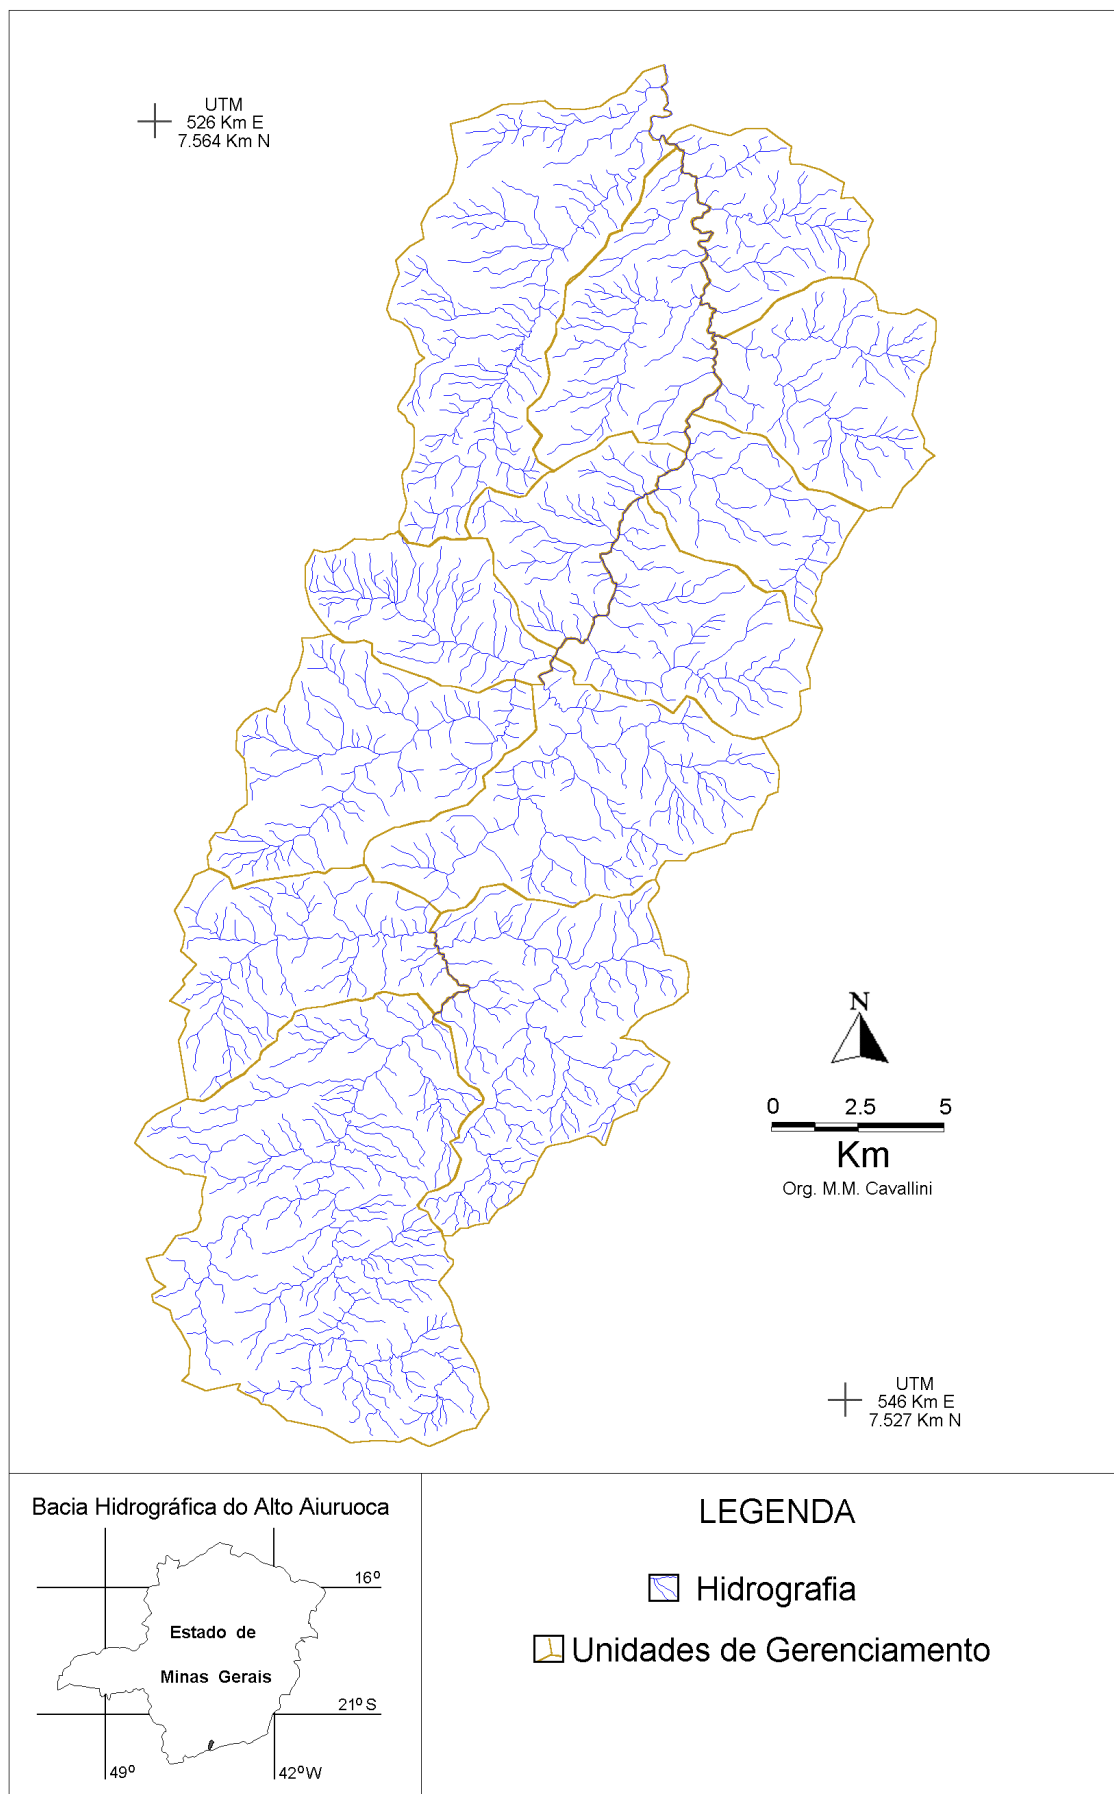 UTM
526 Km E
7.564 Km N
N
0 2.5 5
Km
Org. M.M. Cavallini
UTM
546 Km E
7.527 Km N
Bacia Hidrográfica do Alto Aiuruoca
16º
Estado de
Minas Gerais
21º S
49º
42º W
LEGENDA
Hidrografia
Unidades de Gerenciamento